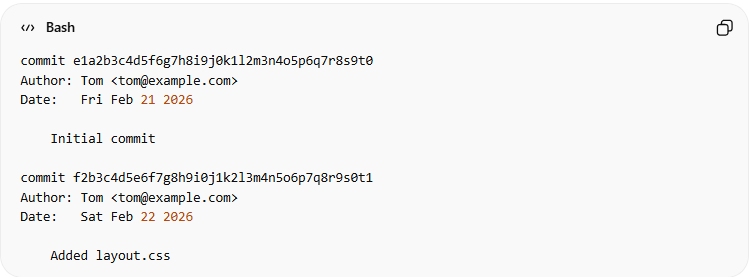 </> Bash
commit e1a2b3c4d5f6g7h8i9j0k1l2m3n4o5p6q7r8s9t0
Author: Tom <tom@example.com>
Date:   Fri Feb 21 2026
Initial commit
commit f2b3c4d5e6f7g8h9i0j1k2l3m4n5o6p7q8r9s0t1
Author: Tom <tom@example.com>
Date:   Sat Feb 22 2026
Added layout.css